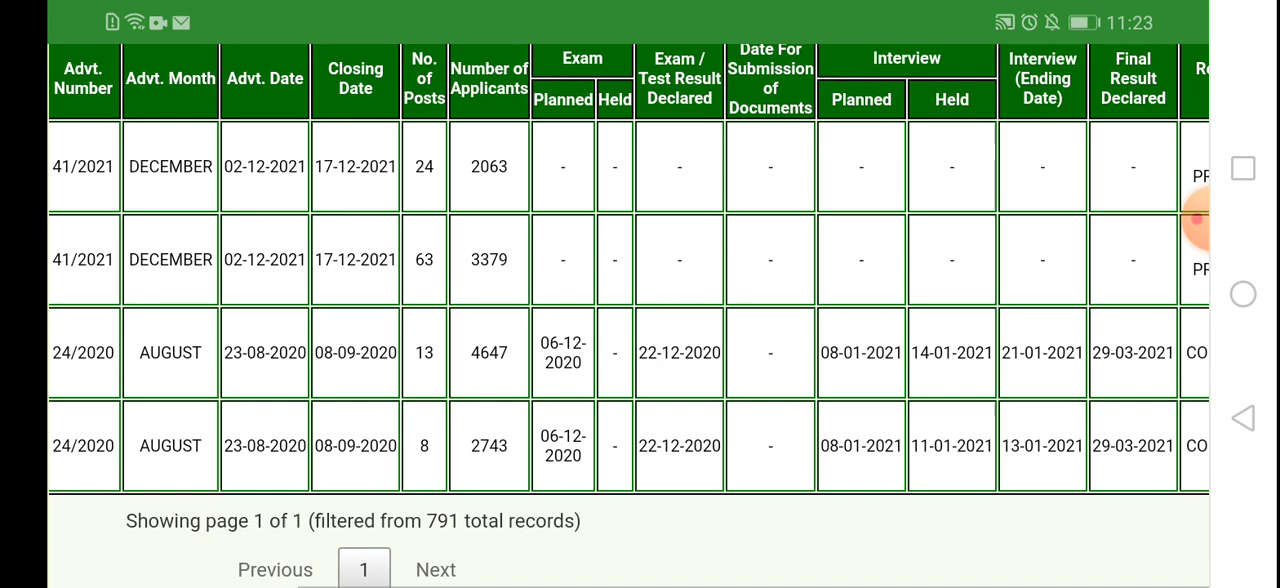 11:23
Advt. Number
Advt. Month
Advt. Date
Closing Date
No. of Posts
Number of Applicants
Exam
Planned
Held
Exam / Test Result Declared
Date For Submission of Documents
Interview
Planned
Held
Interview (Ending Date)
Final Result Declared
41/2021 DECEMBER 02-12-2021 17-12-2021 24 2063 - - - - - - - - PR
41/2021 DECEMBER 02-12-2021 17-12-2021 63 3379 - - - - - - - - PR
24/2020 AUGUST 23-08-2020 08-09-2020 13 4647 06-12-2020 - 22-12-2020 - 08-01-2021 14-01-2021 21-01-2021 29-03-2021 CO
24/2020 AUGUST 23-08-2020 08-09-2020 8 2743 06-12-2020 - 22-12-2020 - 08-01-2021 11-01-2021 13-01-2021 29-03-2021 CO
Showing page 1 of 1 (filtered from 791 total records)
Previous 1 Next